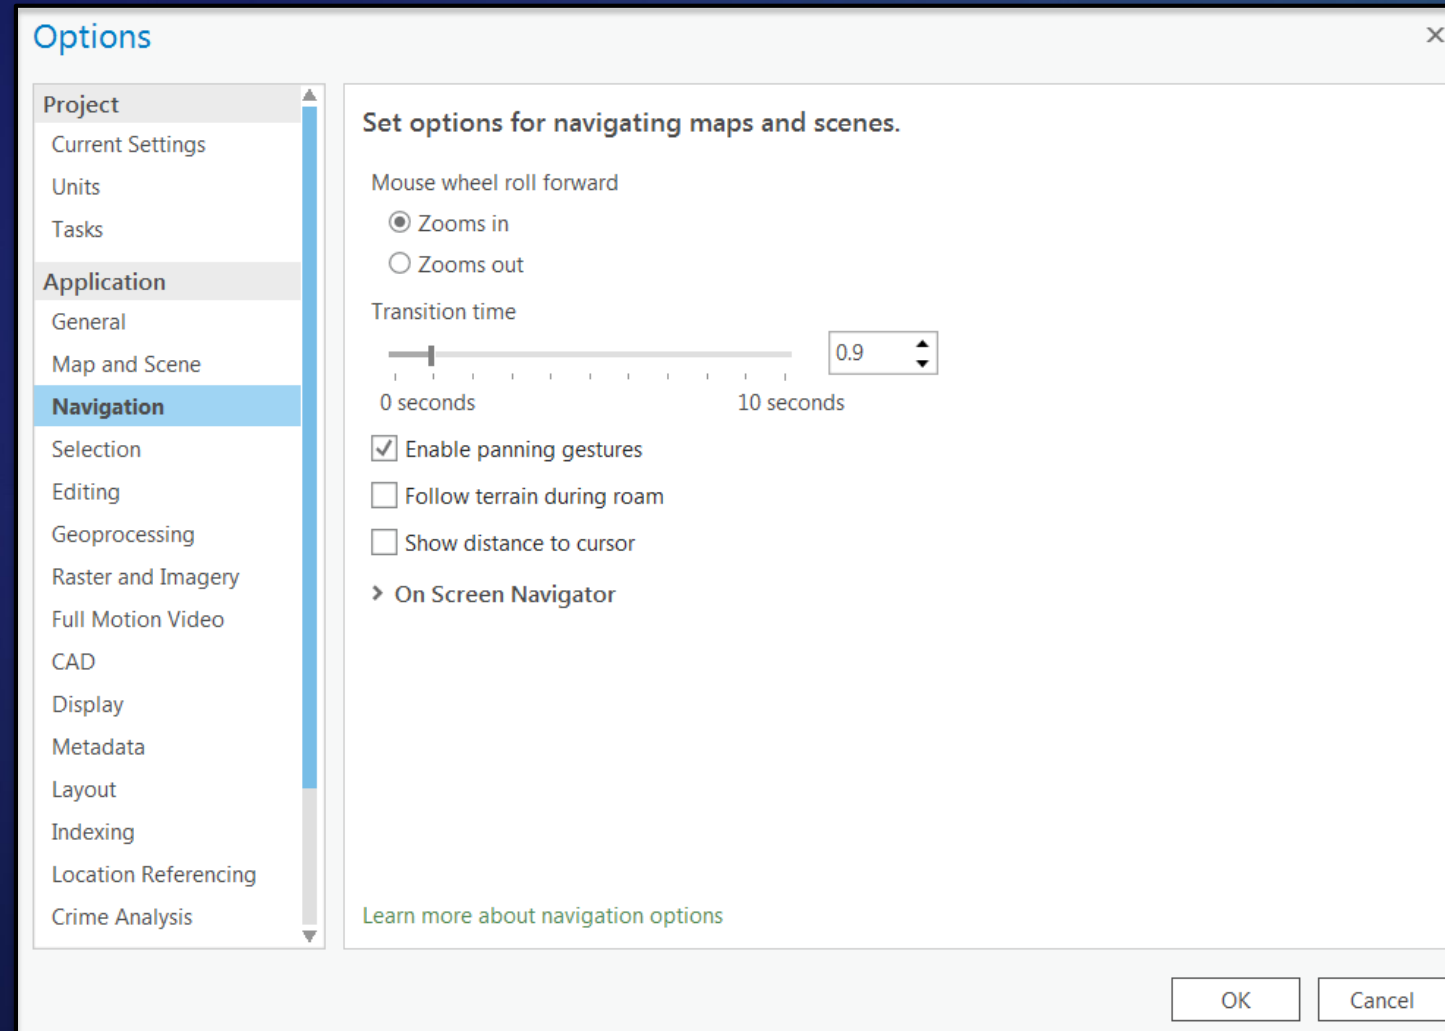 Options
Project
Current Settings
Units
Tasks
Application
General
Map and Scene
Navigation
Selection
Editing
Geoprocessing
Raster and Imagery
Full Motion Video
CAD
Display
Metadata
Layout
Indexing
Location Referencing
Crime Analysis
Set options for navigating maps and scenes.
Mouse wheel roll forward
Zooms in
Zooms out
Transition time
0.9
0 seconds 10 seconds
Enable panning gestures
Follow terrain during roam
Show distance to cursor
On Screen Navigator
Learn more about navigation options
OK Cancel